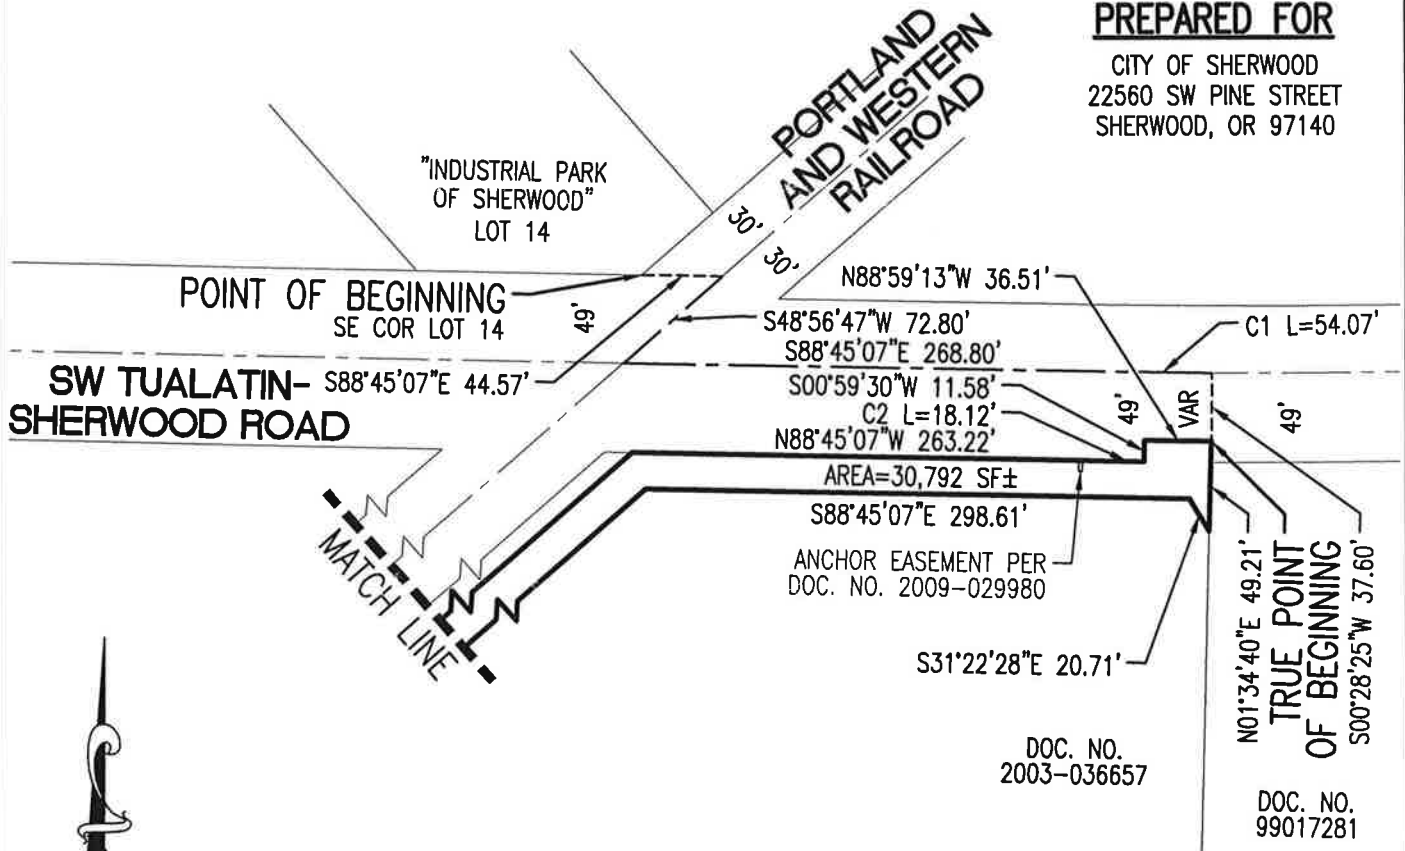 PREPARED FOR
CITY OF SHERWOOD
22560 SW PINE STREET
SHERWOOD, OR 97140
PORTLAND
AND WESTERN
RAILROAD
"INDUSTRIAL PARK
OF SHERWOOD"
LOT 14
30'
30'
POINT OF BEGINNING
SE COR LOT 14
49'
N88°59'13"W 36.51'
S48°56'47"W 72.80'
C1 L=54.07'
S88°45'07"E 268.80'
SW TUALATIN-
SHERWOOD ROAD
S88°45'07"E 44.57'
S00°59'30"W 11.58'
C2 L=18.12'
N88°45'07"W 263.22'
49'
VAR
49'
AREA=30,792 SF±
S88°45'07"E 298.61'
ANCHOR EASEMENT PER
DOC. NO. 2009-029980
MATCH LINE
S31°22'28"E 20.71'
N01°34'40"E 49.21'
TRUE POINT
OF BEGINNING
S00°28'25"W 37.60'
DOC. NO.
2003-036657
DOC. NO.
99017281